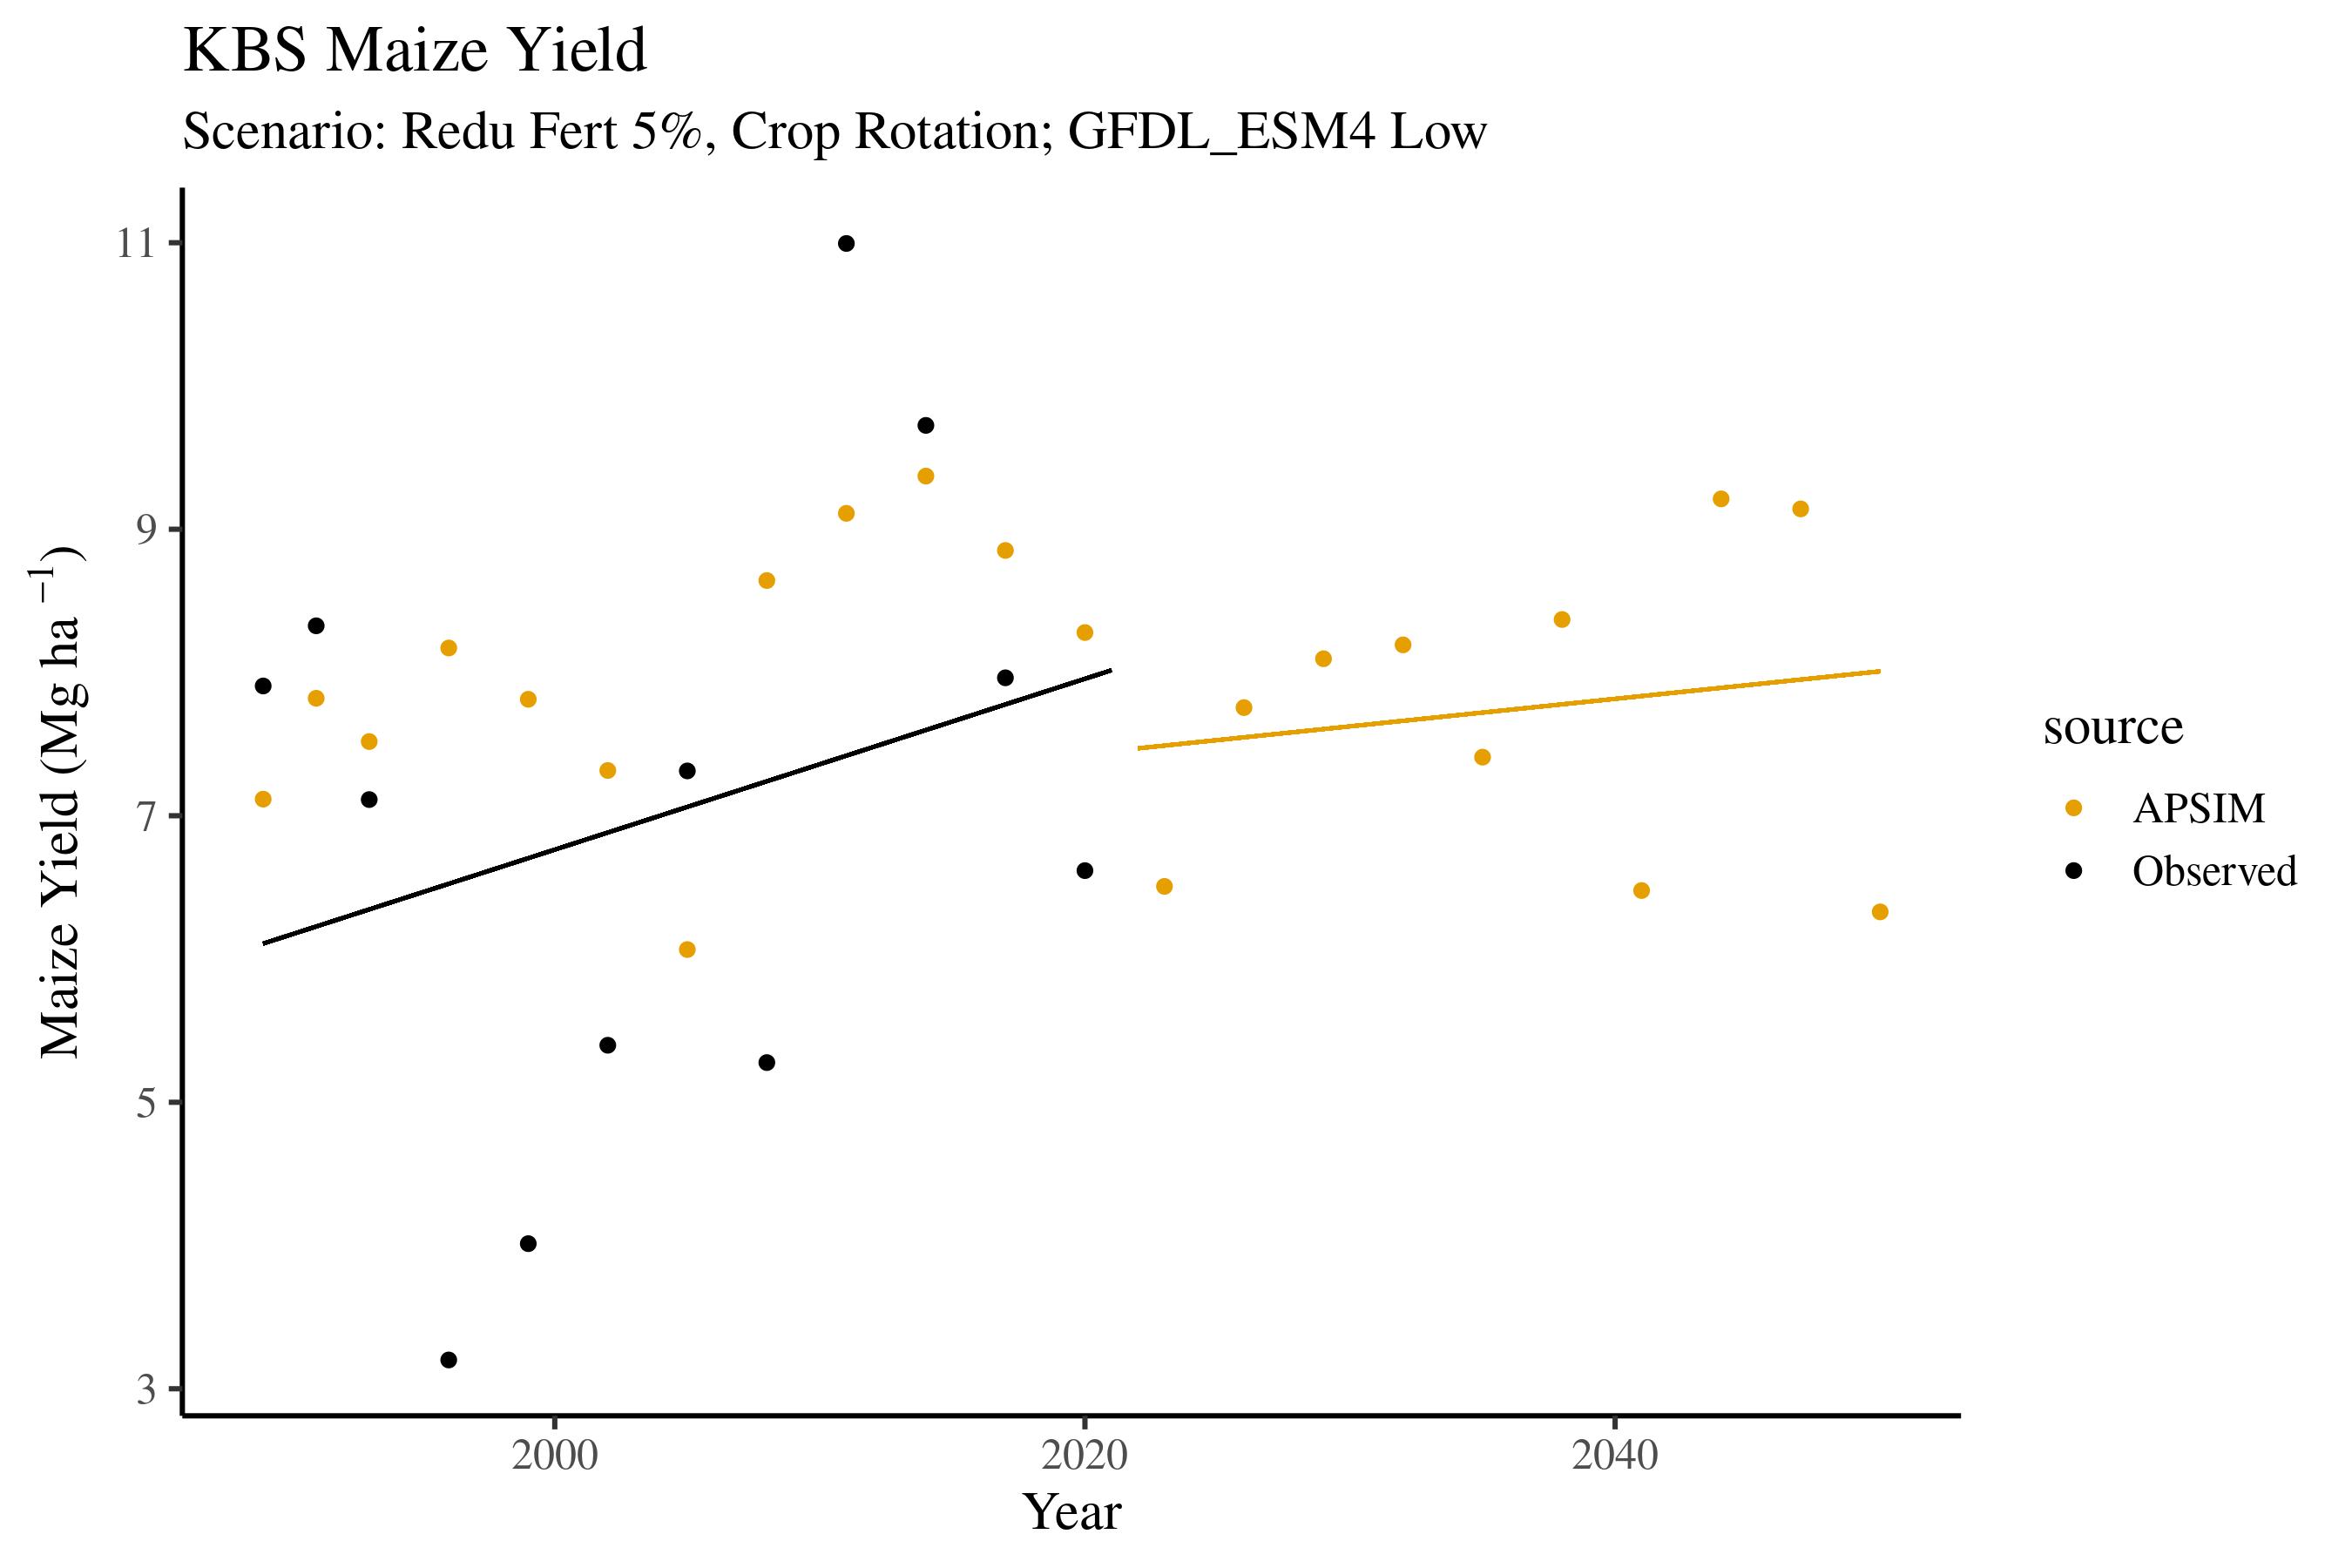 KBS Maize Yield
Scenario: Redu Fert 5%, Crop Rotation; GFDL_ESM4 Low
Maize Yield (Mg ha −1)
11
9
7
5
3
2000
2020
2040
Year
source
APSIM
Observed